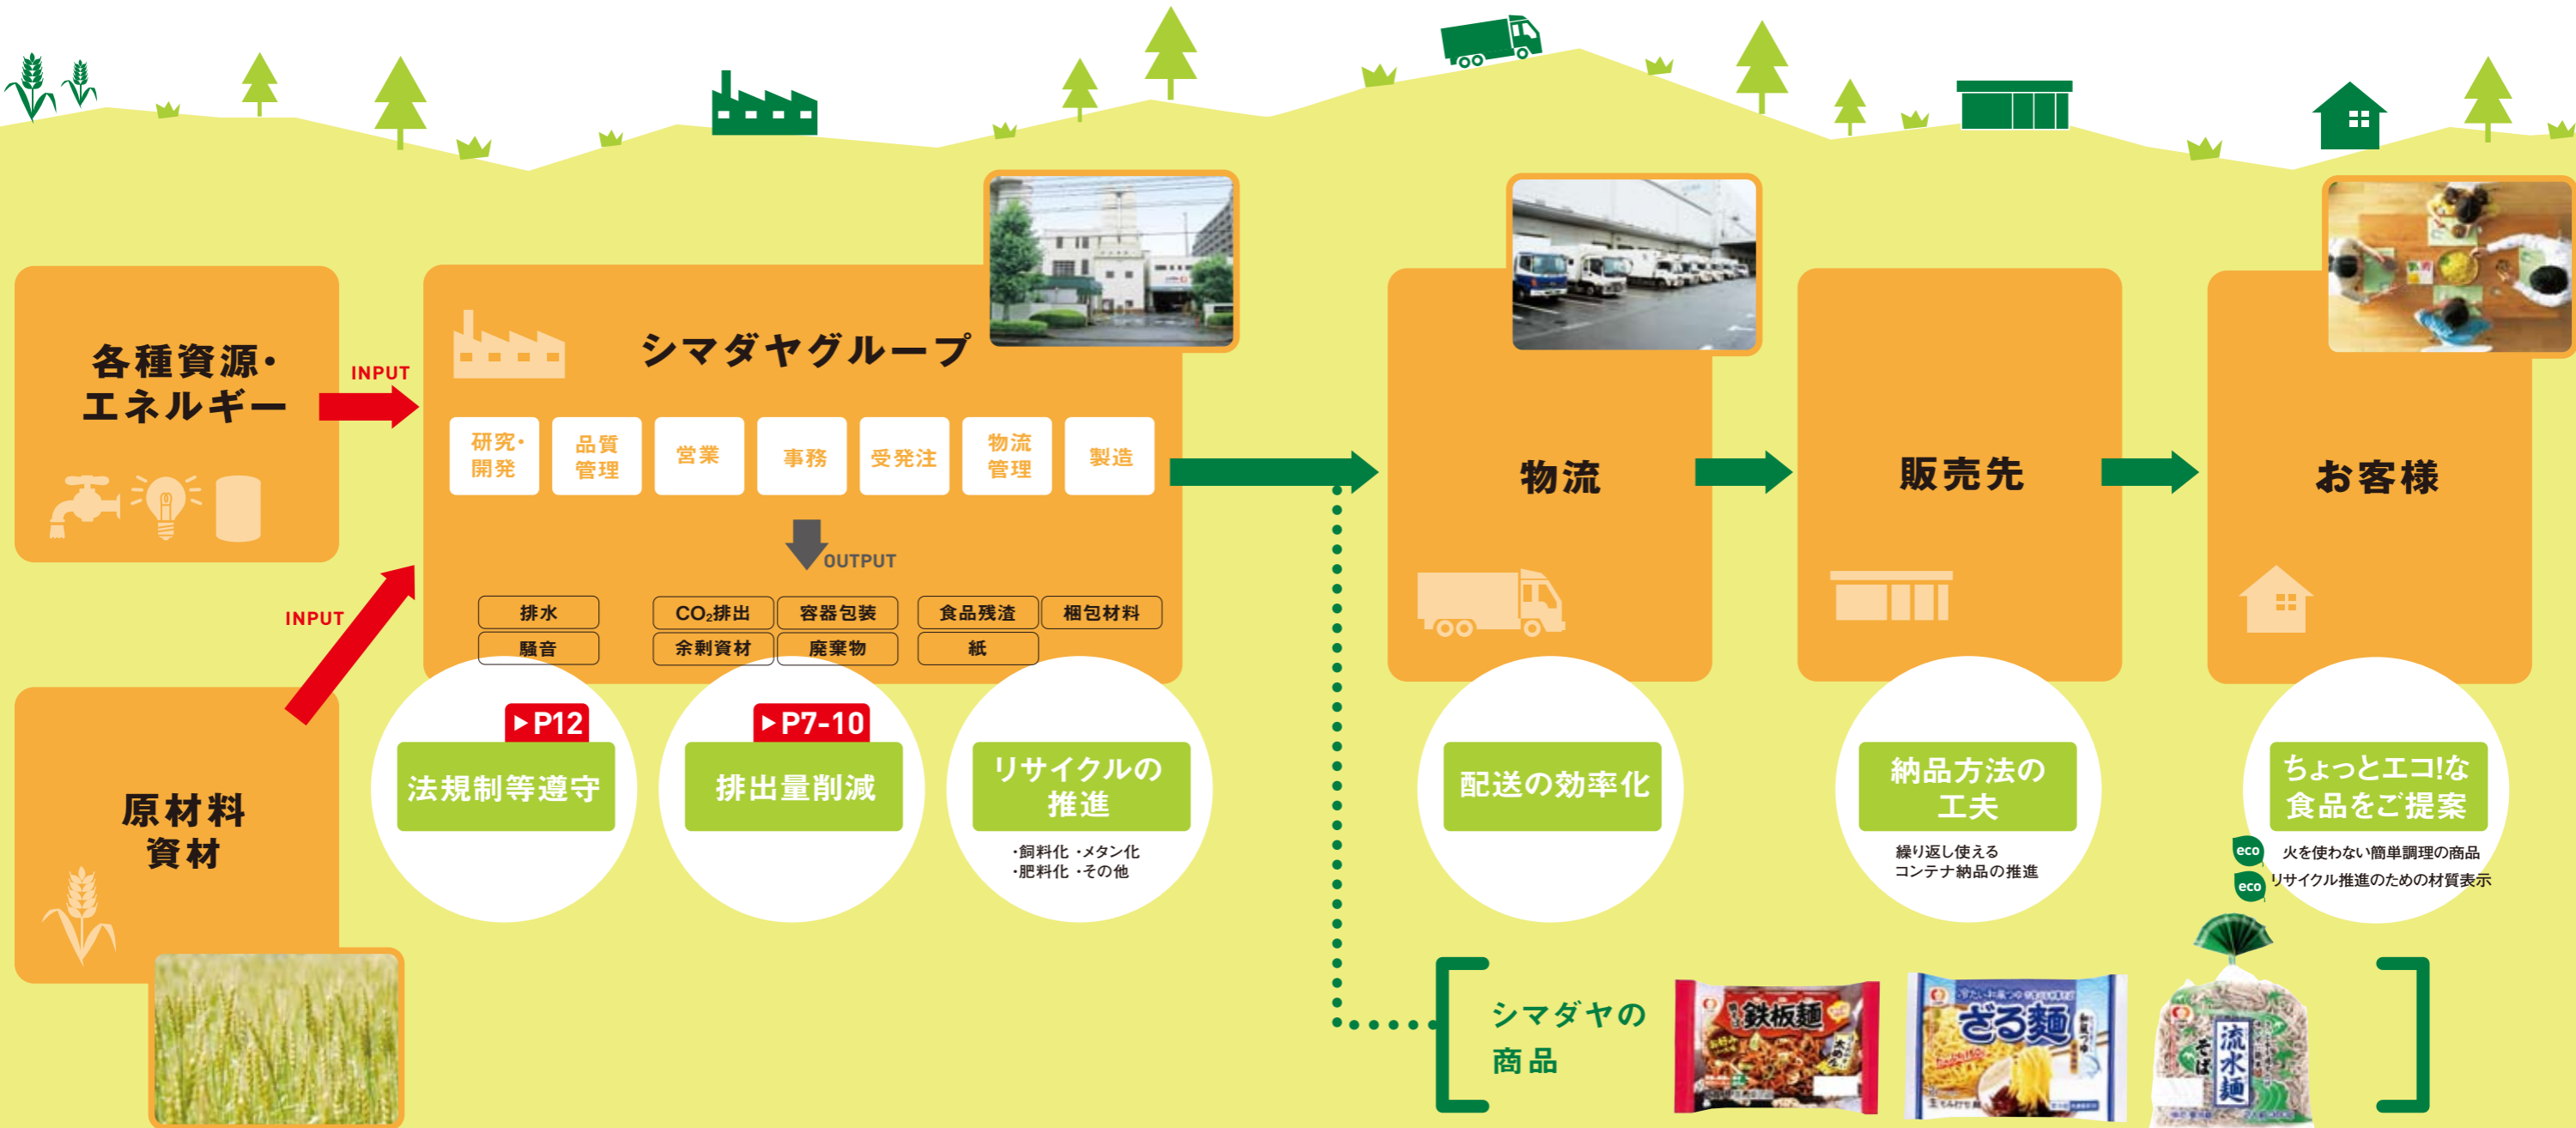 各種資源・
エネルギー
INPUT
INPUT
原材料
資材
シマダヤグループ
研究・
開発
品質
管理
営業
事務
受発注
物流
管理
製造
OUTPUT
排水
騒音
CO₂排出
容器包装
余剰資材
廃棄物
食品残渣
梱包材料
紙
▶P12
法規制等遵守
▶P7-10
排出量削減
リサイクルの
推進
・飼料化 ・メタン化
・肥料化 ・その他
物流
配送の効率化
販売先
納品方法の
工夫
繰り返し使える
コンテナ納品の推進
お客様
ちょっとエコ!な
食品をご提案
eco 火を使わない簡単調理の商品
eco リサイクル推進のための材質表示
シマダヤの
商品
鉄板麺
ざる麺
流水麺
そば